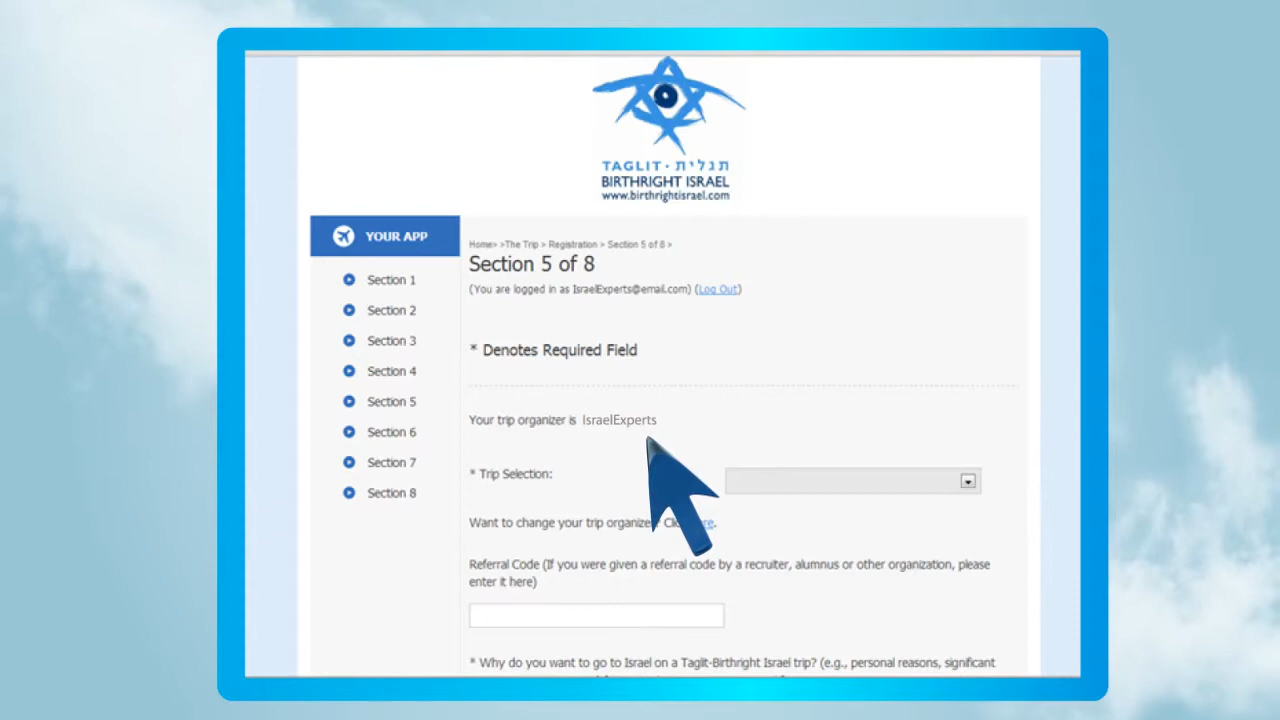 TAGLIT · תגלית
BIRTHRIGHT ISRAEL
www.birthrightisrael.com
YOUR APP
Section 1
Section 2
Section 3
Section 4
Section 5
Section 6
Section 7
Section 8
Home> >The Trip > Registration > Section 5 of 8 >
Section 5 of 8
(You are logged in as IsraelExperts@email.com) (Log Out)
* Denotes Required Field
Your trip organizer is IsraelExperts
* Trip Selection:
Want to change your trip organizer
Referral Code (If you were given a referral code by a recruiter, alumnus or other organization, please
enter it here)
* Why do you want to go to Israel on a Taglit-Birthright Israel trip? (e.g., personal reasons, significant